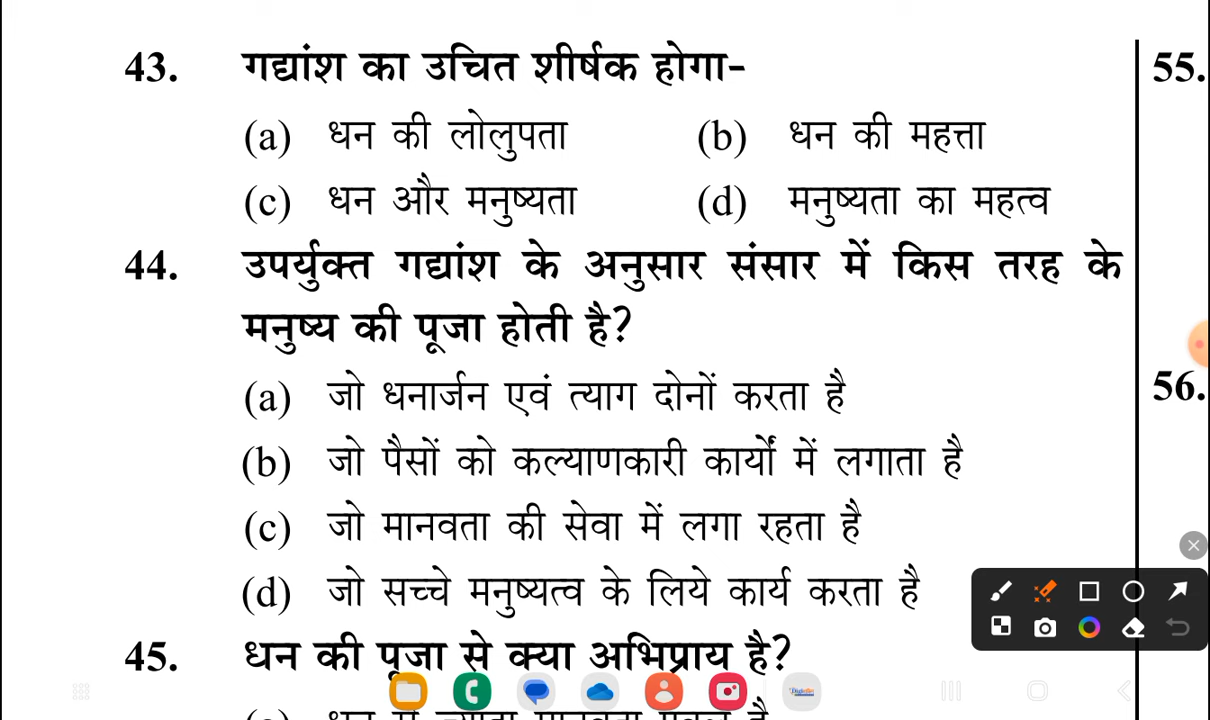 43. गद्यांश का उचित शीर्षक होगा-
(a) धन की लोलुपता (b) धन की महत्ता
(c) धन और मनुष्यता (d) मनुष्यता का महत्व
44. उपर्युक्त गद्यांश के अनुसार संसार में किस तरह के
मनुष्य की पूजा होती है?
(a) जो धनार्जन एवं त्याग दोनों करता है
(b) जो पैसों को कल्याणकारी कार्यों में लगाता है
(c) जो मानवता की सेवा में लगा रहता है
(d) जो सच्चे मनुष्यत्व के लिये कार्य करता है
45. धन की पूजा से क्या अभिप्राय है?
55.
56.